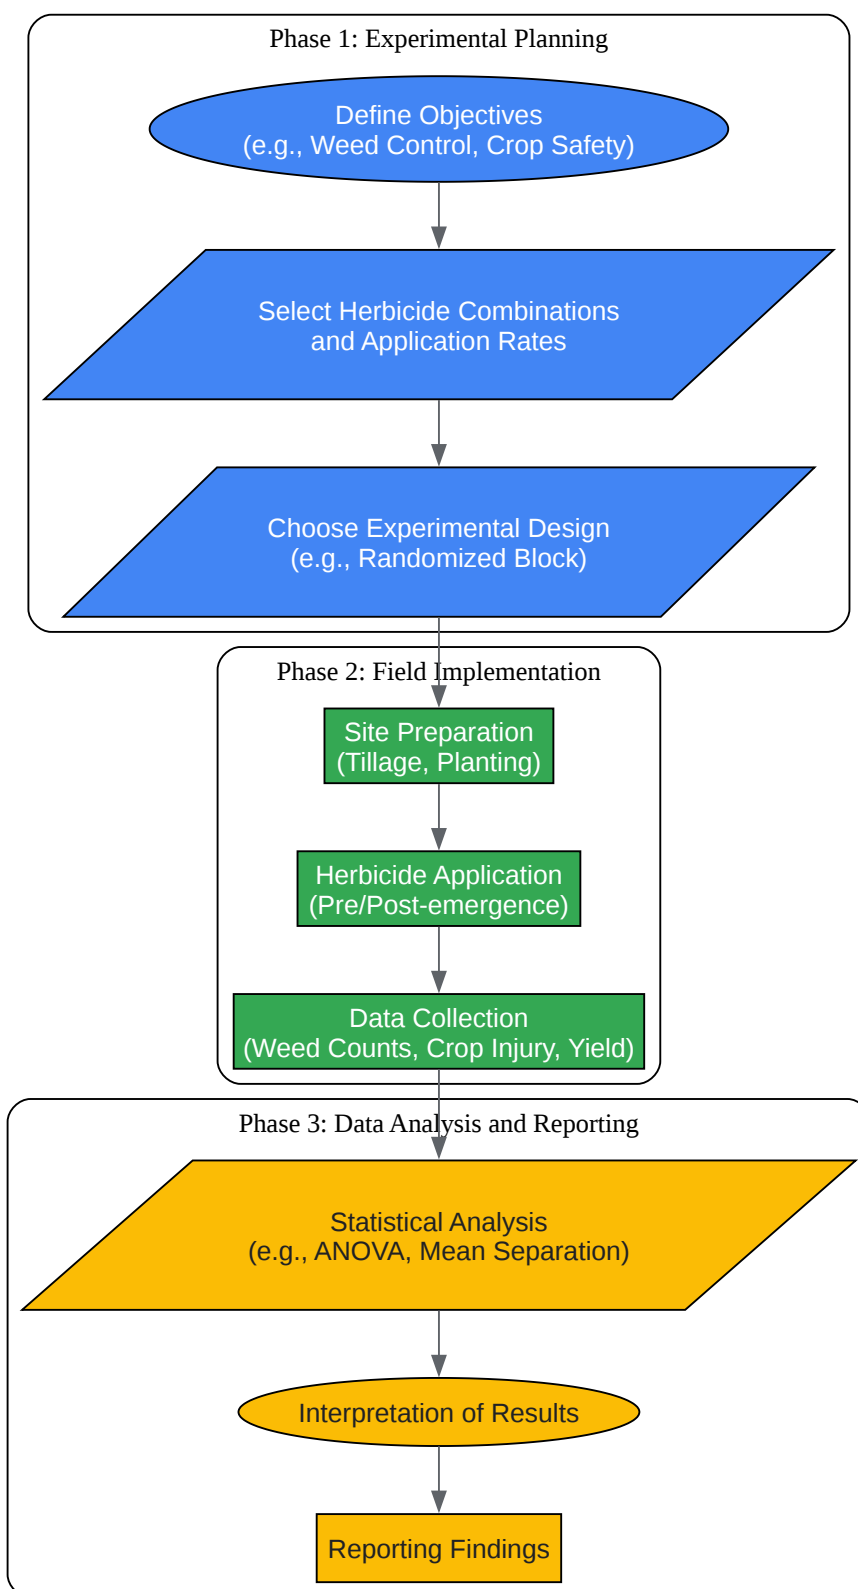 Phase 1: Experimental Planning
Define Objectives
(e.g., Weed Control, Crop Safety)
Select Herbicide Combinations
and Application Rates
Choose Experimental Design
(e.g., Randomized Block)
Phase 2: Field Implementation
Site Preparation
(Tillage, Planting)
Herbicide Application
(Pre/Post-emergence)
Data Collection
(Weed Counts, Crop Injury, Yield)
Phase 3: Data Analysis and Reporting
Statistical Analysis
(e.g., ANOVA, Mean Separation)
Interpretation of Results
Reporting Findings